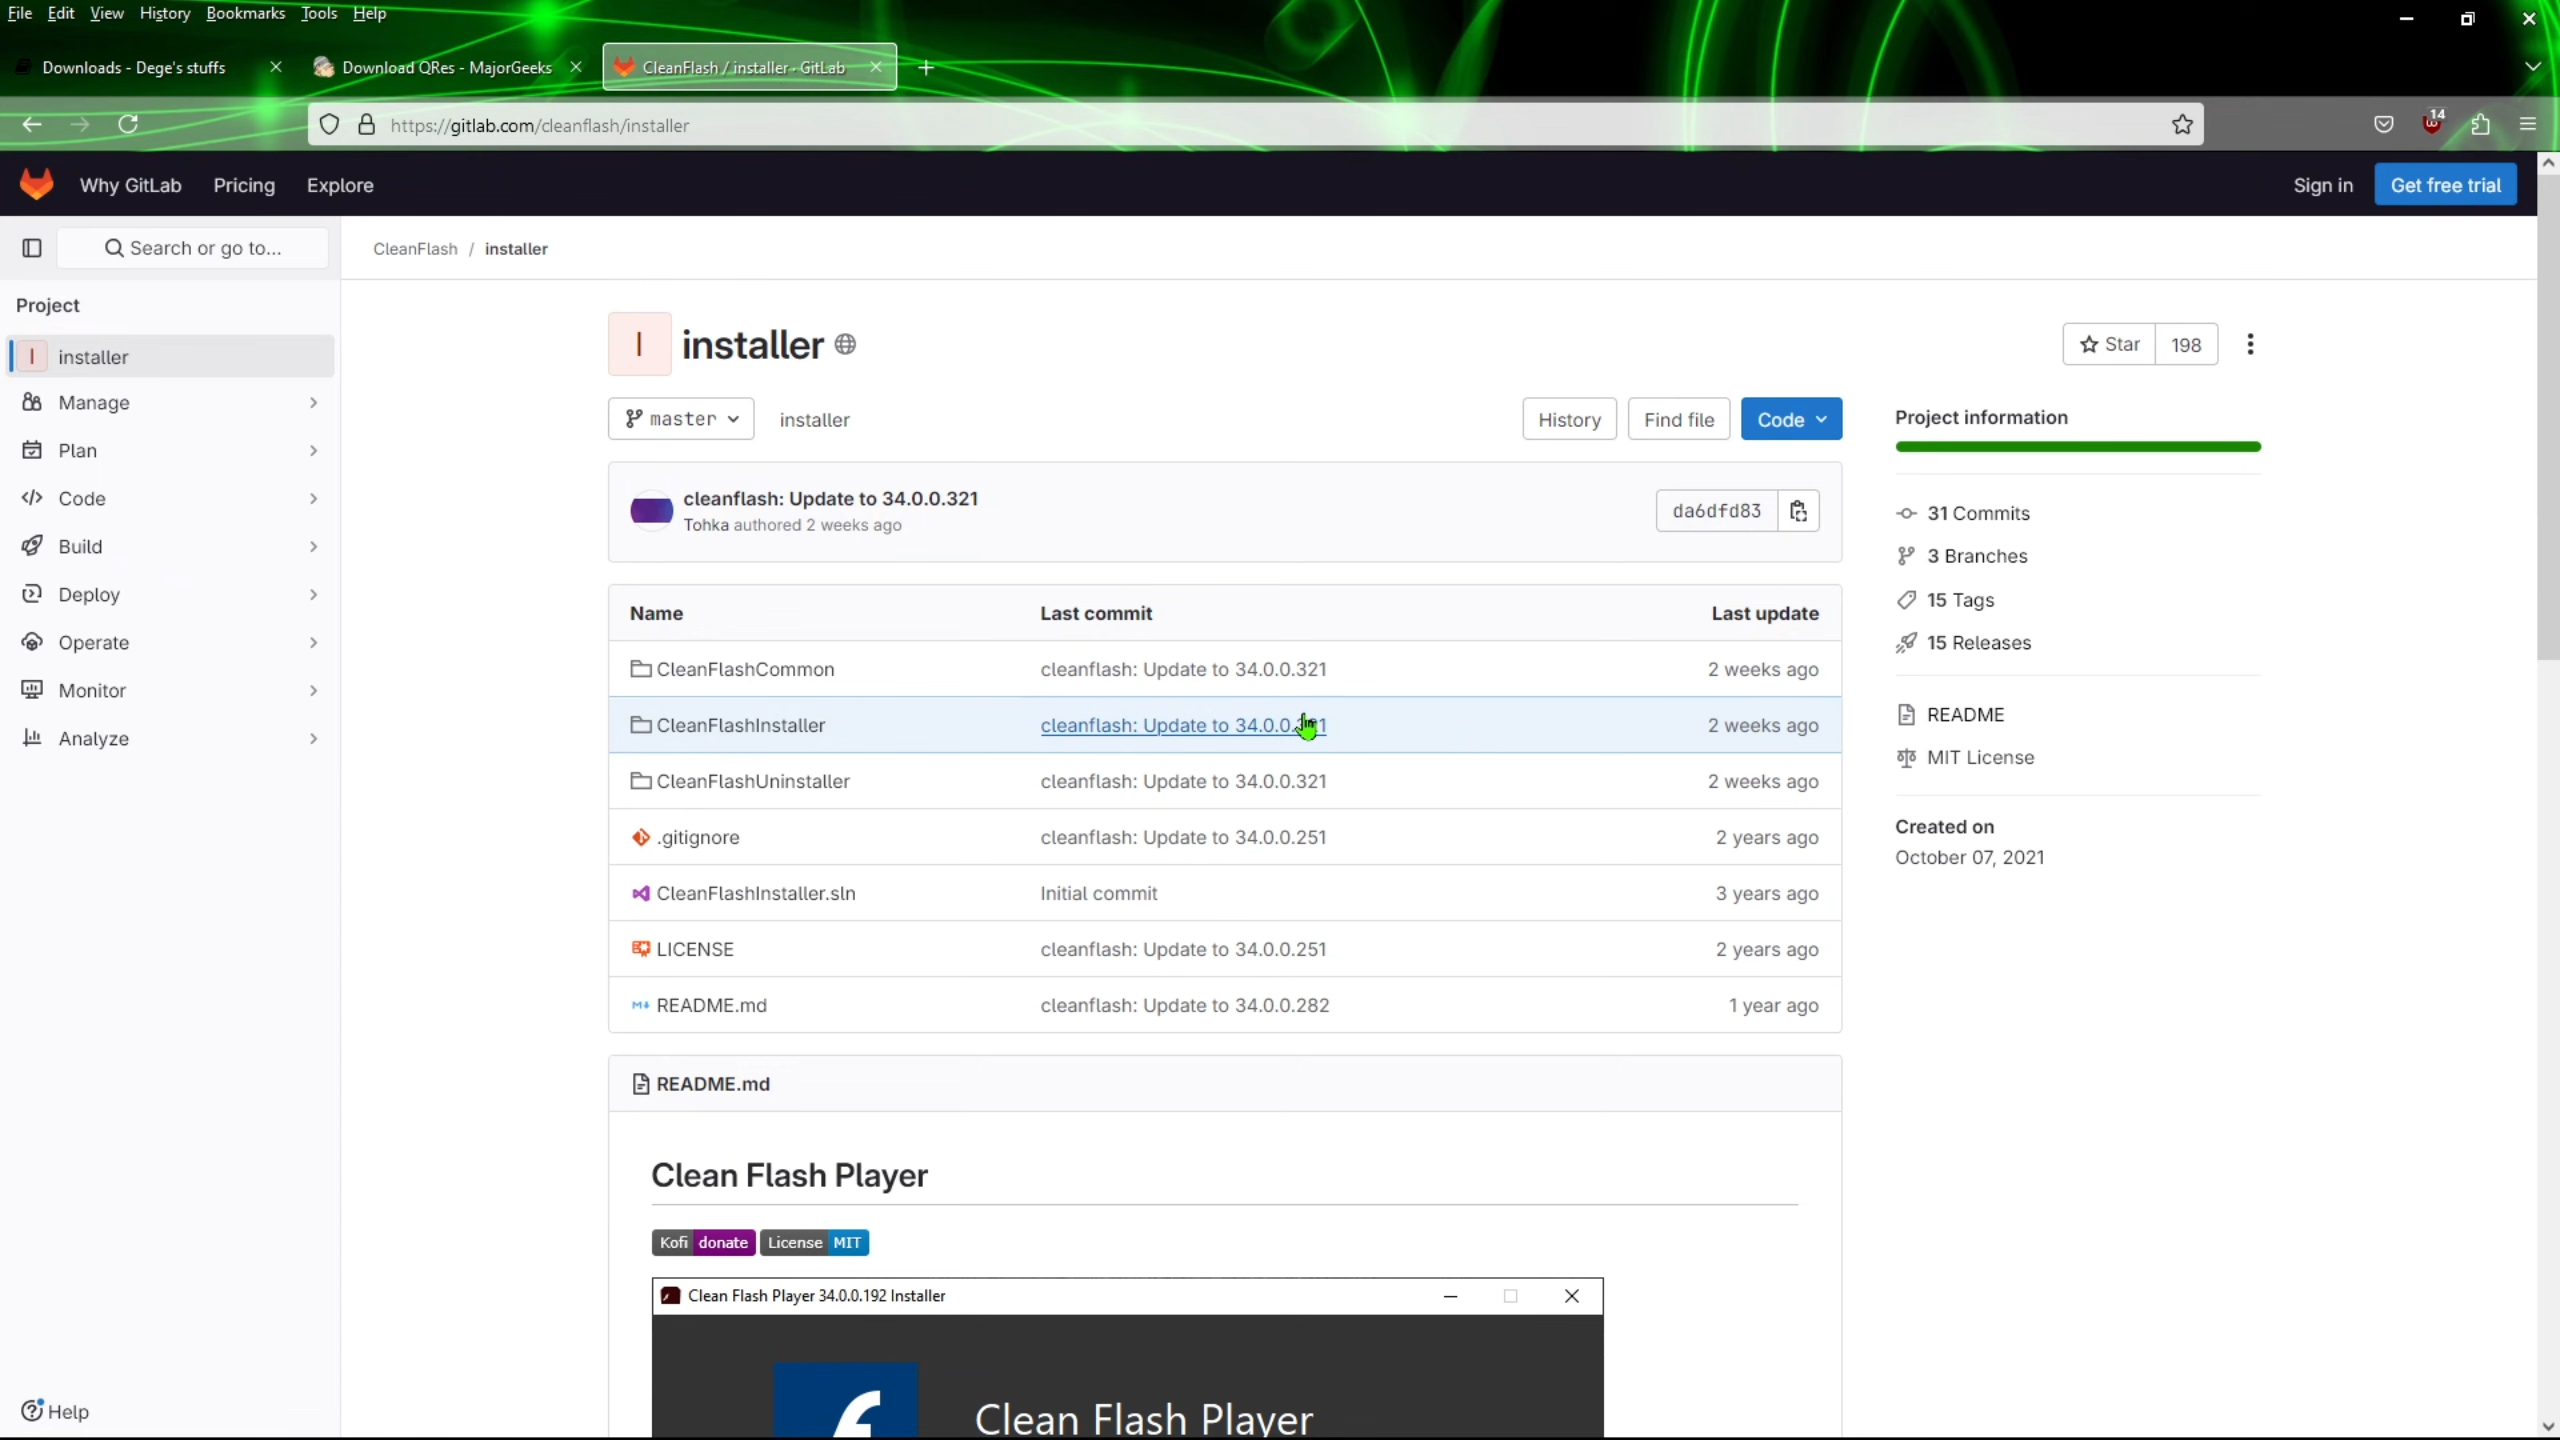 File Edit View History Bookmarks Tools Help
Downloads - Dege's stuffs
Download QRes - MajorGeeks
CleanFlash / installer · GitLab
https://gitlab.com/cleanflash/installer
14
Why GitLab Pricing Explore
Sign in Get free trial
Search or go to...
CleanFlash / installer
Project
I installer
Manage
Plan
Code
Build
Deploy
Operate
Monitor
Analyze
Help
I installer
Star 198
master installer
History Find file Code
cleanflash: Update to 34.0.0.321
Tohka authored 2 weeks ago
da6dfd83
Name Last commit Last update
CleanFlashCommon cleanflash: Update to 34.0.0.321 2 weeks ago
CleanFlashInstaller cleanflash: Update to 34.0.0.321 2 weeks ago
CleanFlashUninstaller cleanflash: Update to 34.0.0.321 2 weeks ago
.gitignore cleanflash: Update to 34.0.0.251 2 years ago
CleanFlashInstaller.sln Initial commit 3 years ago
LICENSE cleanflash: Update to 34.0.0.251 2 years ago
README.md cleanflash: Update to 34.0.0.282 1 year ago
README.md
Clean Flash Player
Kofi donate License MIT
Clean Flash Player 34.0.0.192 Installer
Clean Flash Player
Project information
31 Commits
3 Branches
15 Tags
15 Releases
README
MIT License
Created on
October 07, 2021